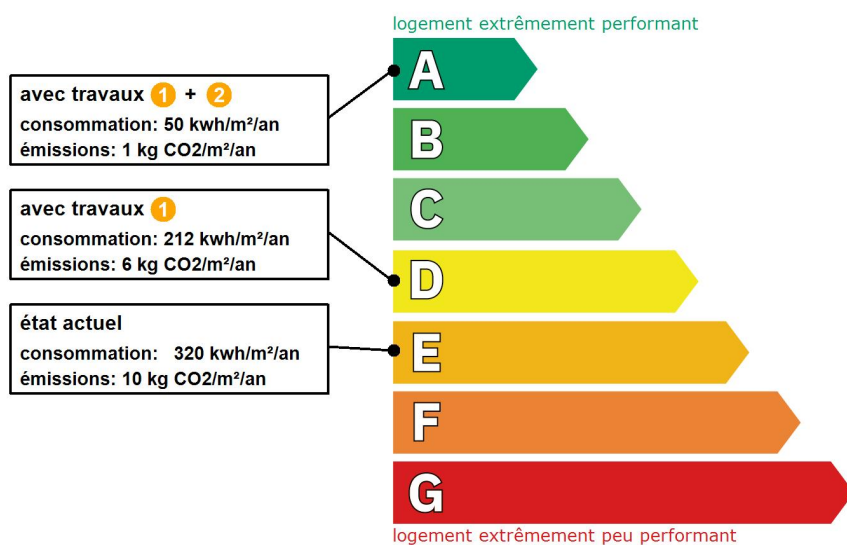 logement extrêmement performant
avec travaux 1 + 2
consommation: 50 kwh/m²/an
émissions: 1 kg CO2/m²/an
avec travaux 1
consommation: 212 kwh/m²/an
émissions: 6 kg CO2/m²/an
état actuel
consommation: 320 kwh/m²/an
émissions: 10 kg CO2/m²/an
A
B
C
D
E
F
G
logement extrêmement peu performant